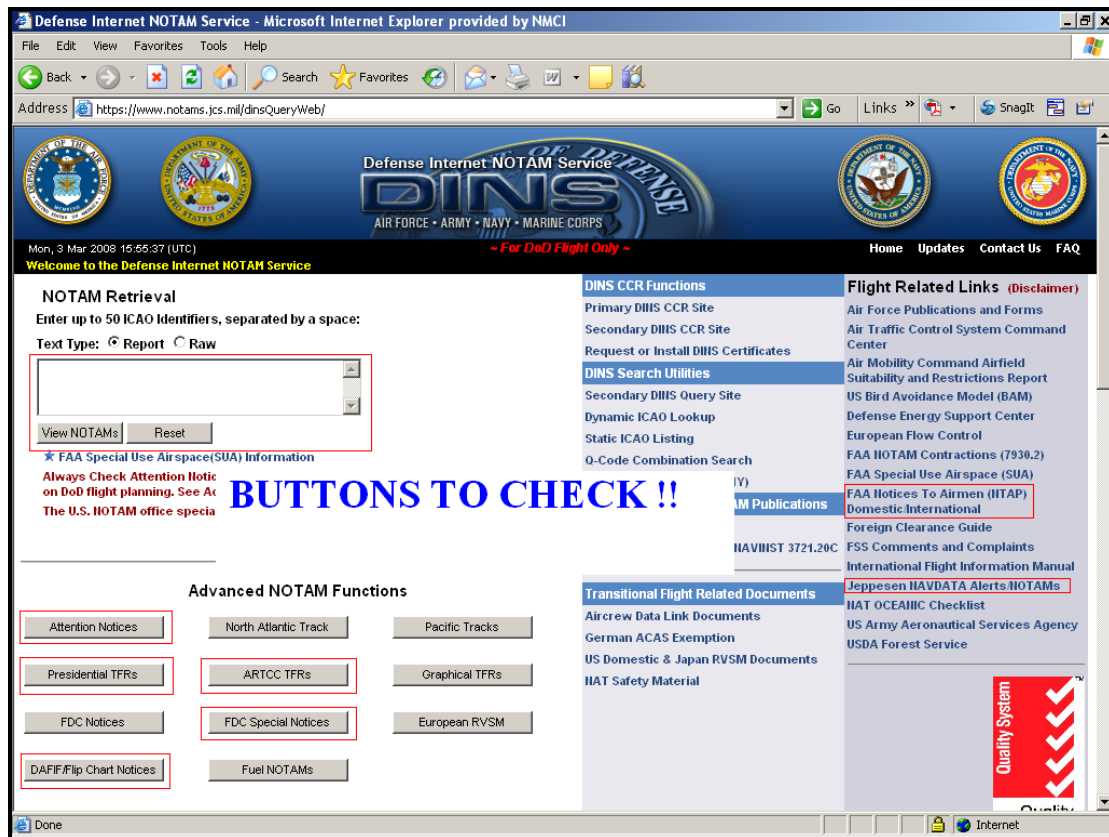 Defense Internet NOTAM Service - Microsoft Internet Explorer provided by NMCI
File Edit View Favorites Tools Help
Back Search Favorites
Address https://www.notams.jcs.mil/dinsQueryWeb/ Go Links » SnagIt
Defense Internet NOTAM Service
DINS
AIR FORCE • ARMY • NAVY • MARINE CORPS
Mon, 3 Mar 2008 15:55:37 (UTC)
~ For DoD Flight Only ~
Home Updates Contact Us FAQ
Welcome to the Defense Internet NOTAM Service
NOTAM Retrieval
Enter up to 50 ICAO Identifiers, separated by a space:
Text Type: Report Raw
View NOTAMs Reset
FAA Special Use Airspace(SUA) Information
Always Check Attention Notic
on DoD flight planning. See Ac
The U.S. NOTAM office specia
BUTTONS TO CHECK !!
Advanced NOTAM Functions
Attention Notices North Atlantic Track Pacific Tracks
Presidential TFRs ARTCC TFRs Graphical TFRs
FDC Notices FDC Special Notices European RVSM
DAFIF/Flip Chart Notices Fuel NOTAMs
DINS CCR Functions
Primary DINS CCR Site
Secondary DINS CCR Site
Request or Install DINS Certificates
DINS Search Utilities
Secondary DINS Query Site
Dynamic ICAO Lookup
Static ICAO Listing
Q-Code Combination Search
Y)
AM Publications
NAVINST 3721.20C
Transitional Flight Related Documents
Aircrew Data Link Documents
German ACAS Exemption
US Domestic & Japan RVSM Documents
NAT Safety Material
Flight Related Links (Disclaimer)
Air Force Publications and Forms
Air Traffic Control System Command
Center
Air Mobility Command Airfield
Suitability and Restrictions Report
US Bird Avoidance Model (BAM)
Defense Energy Support Center
European Flow Control
FAA NOTAM Contractions (7930.2)
FAA Special Use Airspace (SUA)
FAA Notices To Airmen (NTAP)
Domestic/International
Foreign Clearance Guide
FSS Comments and Complaints
International Flight Information Manual
Jeppesen NAVDATA Alerts/NOTAMs
NAT OCEANIC Checklist
US Army Aeronautical Services Agency
USDA Forest Service
Quality System
Quality
Done Internet